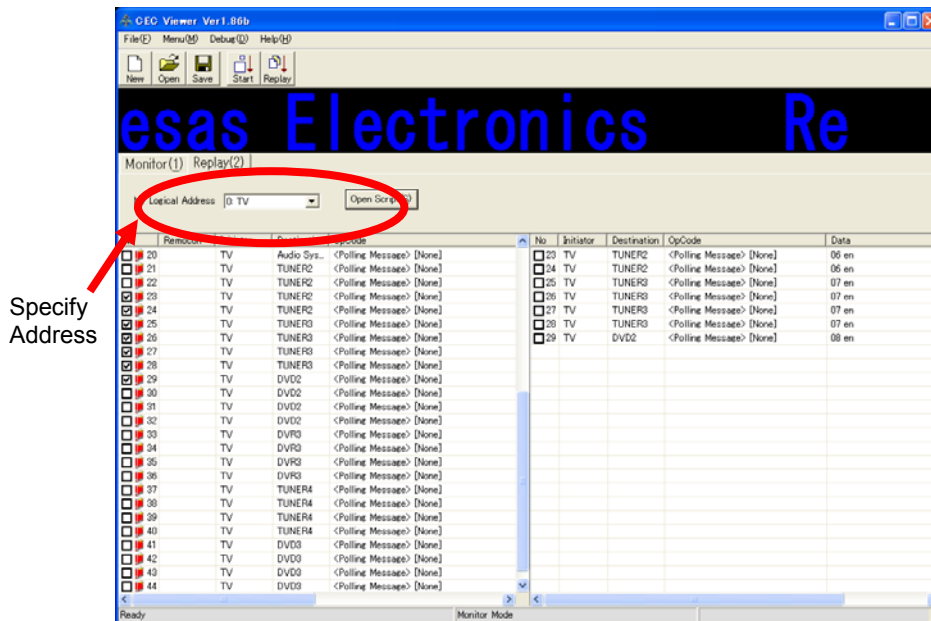 CEC Viewer Ver1.86b
File(F) Menu(M) Debug(D) Help(H)
New Open Save Start Replay
esas Electronics Re
Monitor(1) Replay(2)
Logical Address 0: TV Open Script
Specify
Address
No Initiator Destination OpCode Data
20 TV Audio Sys... <Polling Message> [None] 23 TV TUNER2 <Polling Message> [None] 06 en
21 TV TUNER2 <Polling Message> [None] 24 TV TUNER2 <Polling Message> [None] 06 en
22 TV TUNER2 <Polling Message> [None] 25 TV TUNER3 <Polling Message> [None] 07 en
23 TV TUNER2 <Polling Message> [None] 26 TV TUNER3 <Polling Message> [None] 07 en
24 TV TUNER2 <Polling Message> [None] 27 TV TUNER3 <Polling Message> [None] 07 en
25 TV TUNER3 <Polling Message> [None] 28 TV TUNER3 <Polling Message> [None] 07 en
26 TV TUNER3 <Polling Message> [None] 29 TV DVD2 <Polling Message> [None] 08 en
27 TV TUNER3 <Polling Message> [None]
28 TV TUNER3 <Polling Message> [None]
29 TV DVD2 <Polling Message> [None]
30 TV DVD2 <Polling Message> [None]
31 TV DVD2 <Polling Message> [None]
32 TV DVD2 <Polling Message> [None]
33 TV DVR3 <Polling Message> [None]
34 TV DVR3 <Polling Message> [None]
35 TV DVR3 <Polling Message> [None]
36 TV DVR3 <Polling Message> [None]
37 TV TUNER4 <Polling Message> [None]
38 TV TUNER4 <Polling Message> [None]
39 TV TUNER4 <Polling Message> [None]
40 TV TUNER4 <Polling Message> [None]
41 TV DVD3 <Polling Message> [None]
42 TV DVD3 <Polling Message> [None]
43 TV DVD3 <Polling Message> [None]
44 TV DVD3 <Polling Message> [None]
Ready Monitor Mode